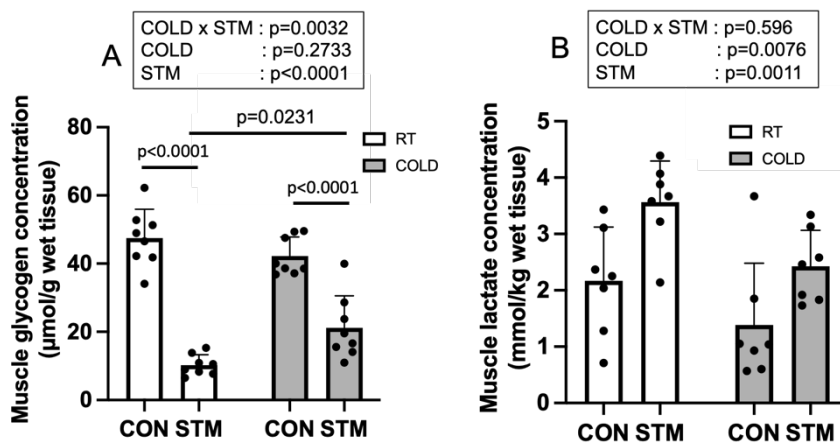 A
COLD x STM : p=0.0032
COLD : p=0.2733
STM : p<0.0001
p=0.0231
p<0.0001
p<0.0001
RT
COLD
Muscle glycogen concentration
(µmol/g wet tissue)
80
60
40
20
0
CON STM
CON STM
B
COLD x STM : p=0.596
COLD : p=0.0076
STM : p=0.0011
RT
COLD
Muscle lactate concentration
(mmol/kg wet tissue)
5
4
3
2
1
0
CON STM
CON STM